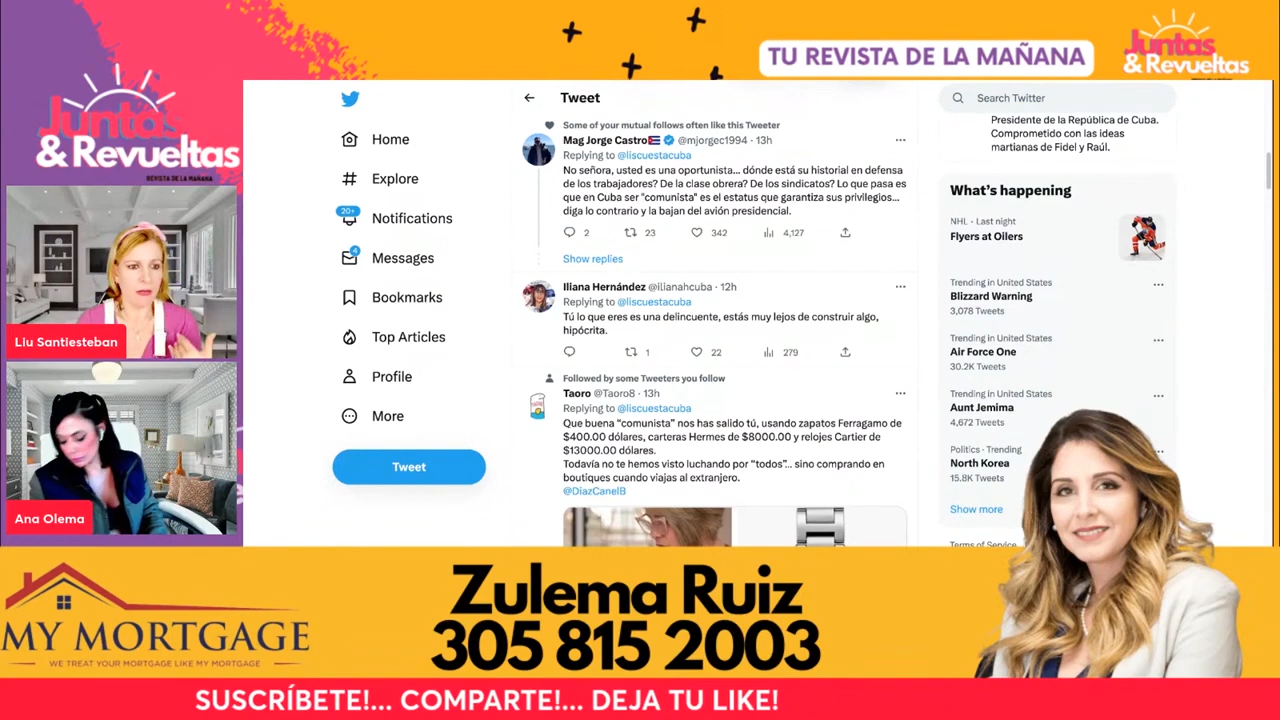 TU REVISTA DE LA MAÑANA
Juntas
& Revueltas
Juntas
& Revueltas
REVISTA DE LA MAÑANA
Liu Santiesteban
Ana Olema
Home
Explore
20+
Notifications
4
Messages
Bookmarks
Top Articles
Profile
More
Tweet
Tweet
Some of your mutual follows often like this Tweeter
Mag Jorge Castro🇨🇺 @mjorgec1994 · 13h
Replying to @liscuestacuba
No señora, usted es una oportunista... dónde está su historial en defensa
de los trabajadores? De la clase obrera? De los sindicatos? Lo que pasa es
que en Cuba ser "comunista" es el estatus que garantiza sus privilegios...
diga lo contrario y la bajan del avión presidencial.
2 23 342 4,127
Show replies
Iliana Hernández @ilianahcuba · 12h
Replying to @liscuestacuba
Tú lo que eres es una delincuente, estás muy lejos de construir algo,
hipócrita.
1 22 279
Followed by some Tweeters you follow
Taoro @Taoro8 · 13h
Replying to @liscuestacuba
Que buena "comunista" nos has salido tú, usando zapatos Ferragamo de
$400.00 dólares, carteras Hermes de $8000.00 y relojes Cartier de
$13000.00 dólares.
Todavía no te hemos visto luchando por "todos"... sino comprando en
boutiques cuando viajas al extranjero.
@DiazCanelB
Search Twitter
Presidente de la República de Cuba.
Comprometido con las ideas
martianas de Fidel y Raúl.
What's happening
NHL · Last night
Flyers at Oilers
Trending in United States
Blizzard Warning
3,078 Tweets
Trending in United States
Air Force One
30.2K Tweets
Trending in United States
Aunt Jemima
4,672 Tweets
Politics · Trending
North Korea
15.8K Tweets
Show more
Terms of Service
MY MORTGAGE
WE TREAT YOUR MORTGAGE LIKE MY MORTGAGE
Zulema Ruiz
305 815 2003
SUSCRÍBETE!... COMPARTE!... DEJA TU LIKE!